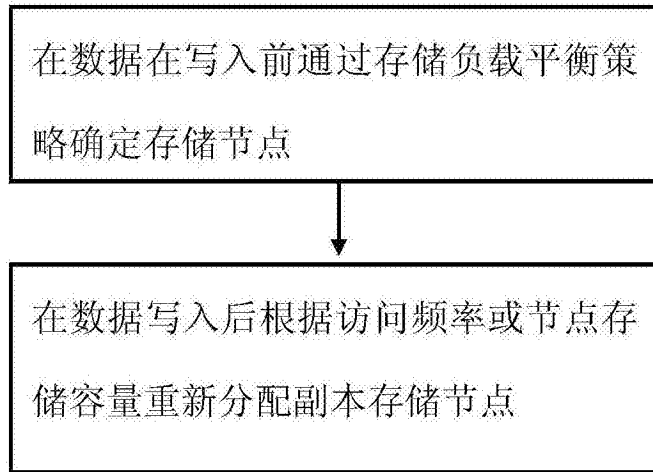 在数据在写入前通过存储负载平衡策
略确定存储节点
在数据写入后根据访问频率或节点存
储容量重新分配副本存储节点